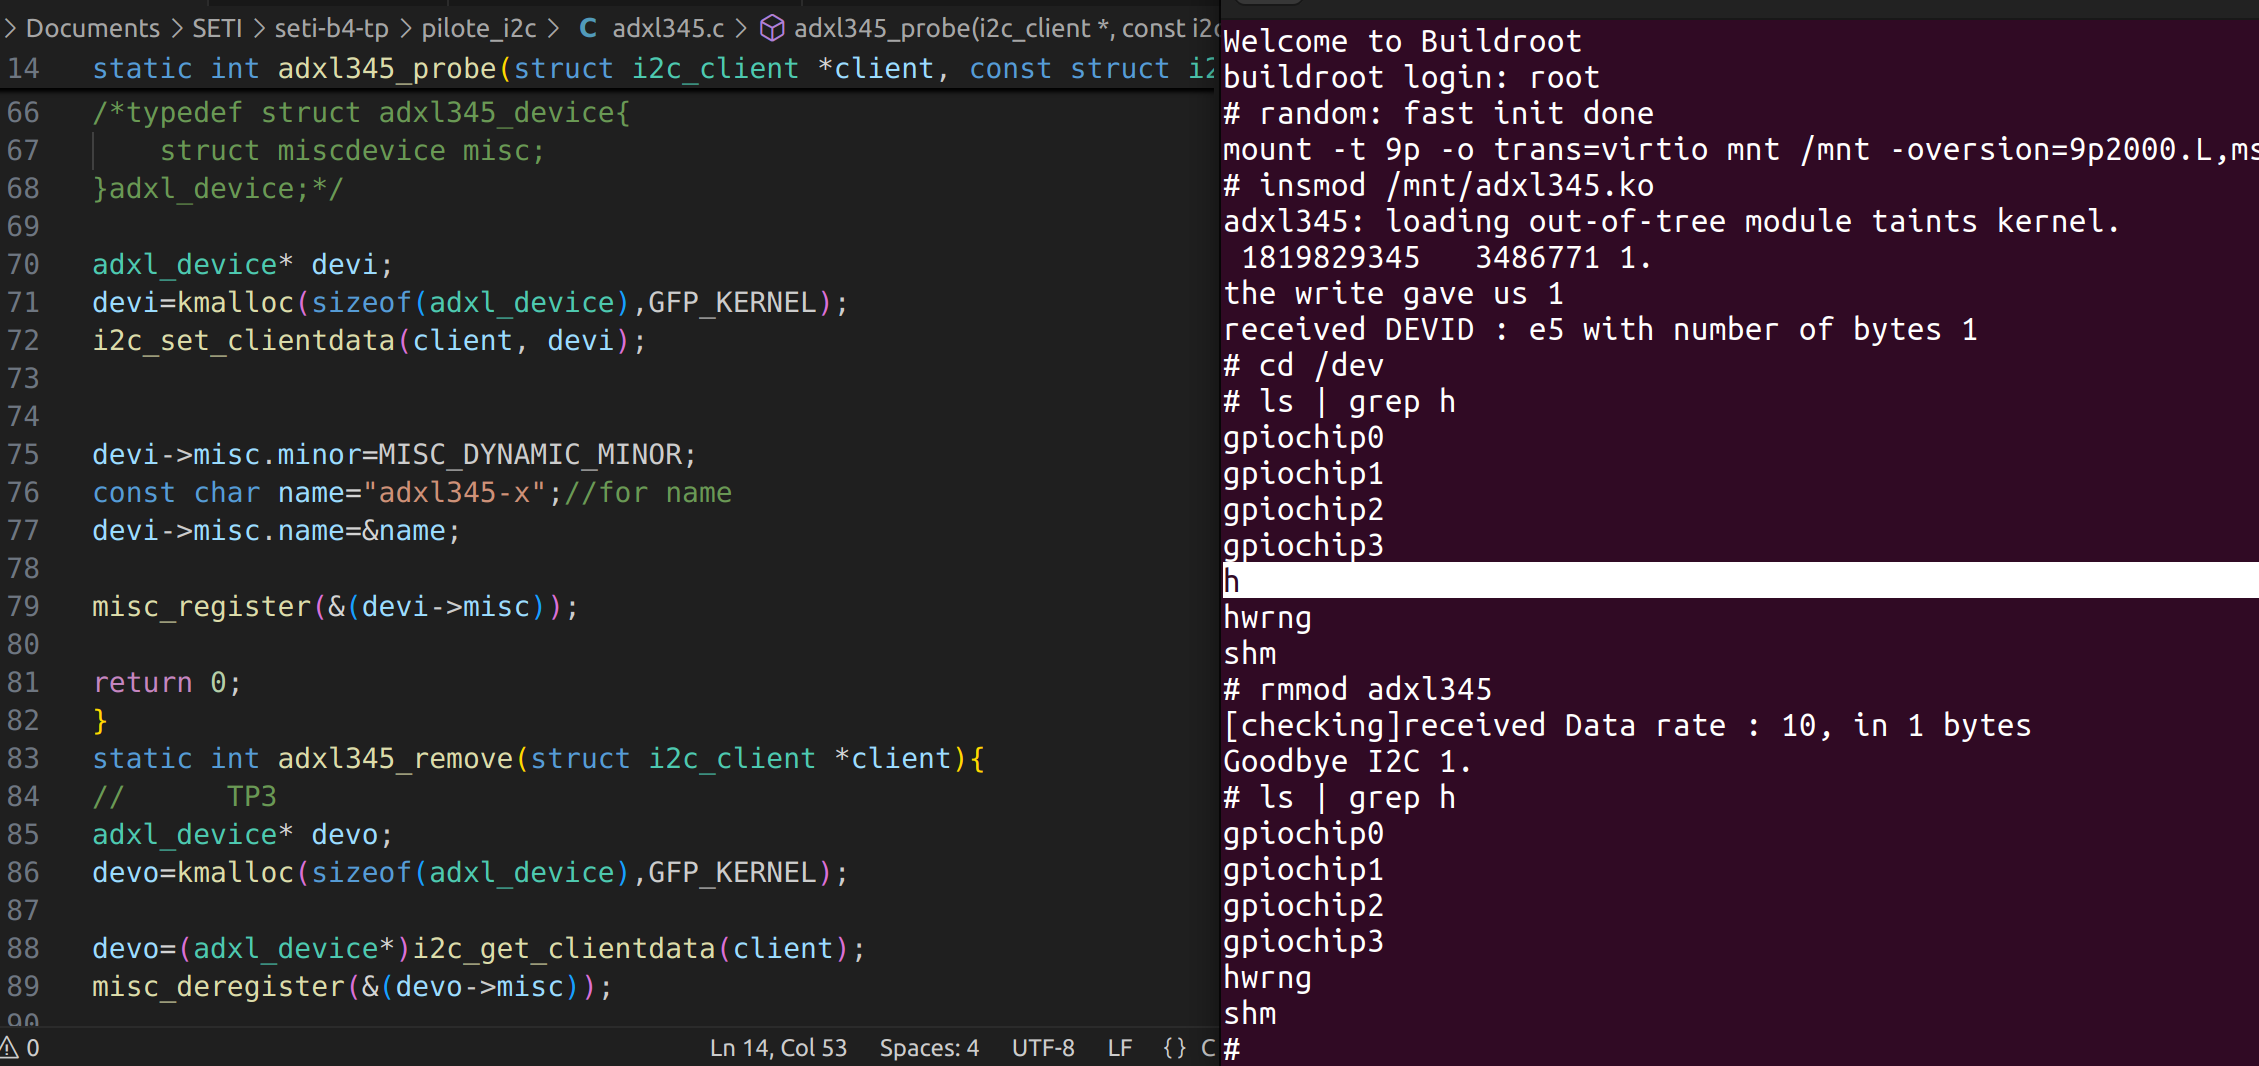 > Documents > SETI > seti-b4-tp > pilote_i2c > C adxl345.c > adxl345_probe(i2c_client *, const i2c
14 static int adxl345_probe(struct i2c_client *client, const struct i2
66 /*typedef struct adxl345_device{
67     struct miscdevice misc;
68 }adxl_device;*/
69
70 adxl_device* devi;
71 devi=kmalloc(sizeof(adxl_device),GFP_KERNEL);
72 i2c_set_clientdata(client, devi);
73
74
75 devi->misc.minor=MISC_DYNAMIC_MINOR;
76 const char name="adxl345-x";//for name
77 devi->misc.name=&name;
78
79 misc_register(&(devi->misc));
80
81 return 0;
82 }
83 static int adxl345_remove(struct i2c_client *client){
84 //      TP3
85 adxl_device* devo;
86 devo=kmalloc(sizeof(adxl_device),GFP_KERNEL);
87
88 devo=(adxl_device*)i2c_get_clientdata(client);
89 misc_deregister(&(devo->misc));
90
0 Ln 14, Col 53 Spaces: 4 UTF-8 LF {} C
Welcome to Buildroot
buildroot login: root
# random: fast init done
mount -t 9p -o trans=virtio mnt /mnt -oversion=9p2000.L,ms
# insmod /mnt/adxl345.ko
adxl345: loading out-of-tree module taints kernel.
 1819829345   3486771 1.
the write gave us 1
received DEVID : e5 with number of bytes 1
# cd /dev
# ls | grep h
gpiochip0
gpiochip1
gpiochip2
gpiochip3
h
hwrng
shm
# rmmod adxl345
[checking]received Data rate : 10, in 1 bytes
Goodbye I2C 1.
# ls | grep h
gpiochip0
gpiochip1
gpiochip2
gpiochip3
hwrng
shm
#